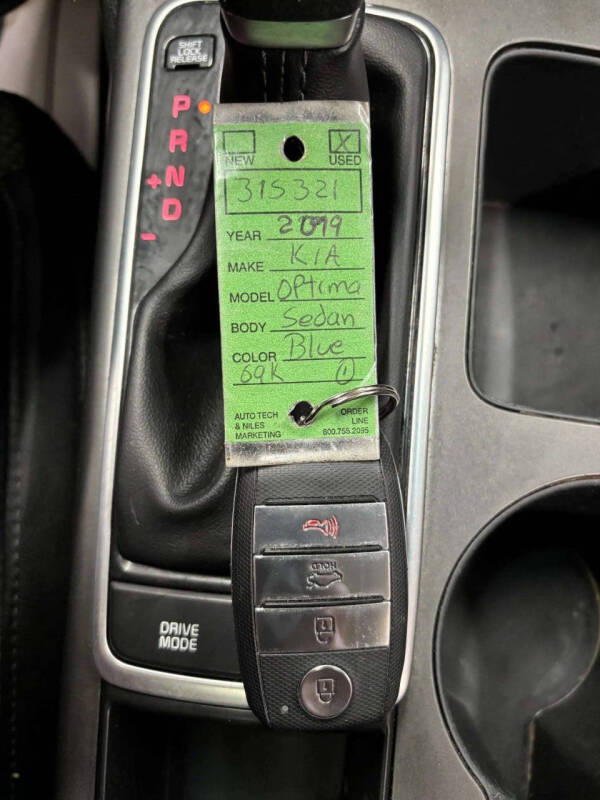 SHIFT
LOCK
RELEASE
P
R
N
D
+
-
X
NEW USED
315321
YEAR 2019
MAKE KIA
MODEL OPtima
BODY Sedan
COLOR Blue
69K 1
AUTO TECH
& NILES
MARKETING
ORDER
LINE
800.755.2095
HOLD
DRIVE
MODE